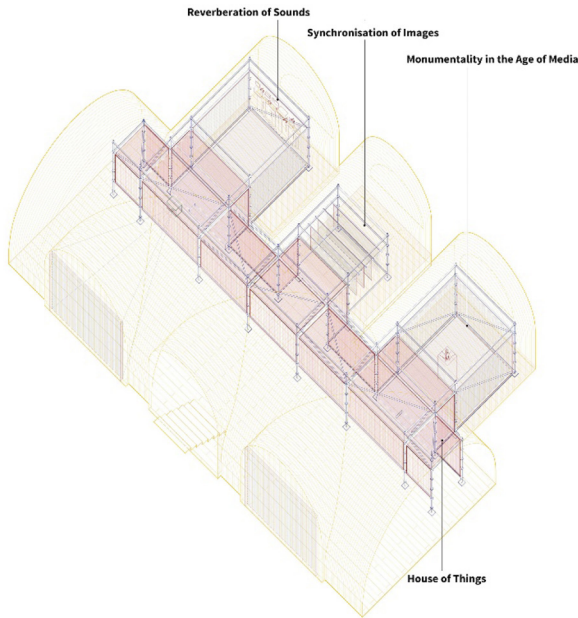 Reverberation of Sounds
Synchronisation of Images
Monumentality in the Age of Media
House of Things